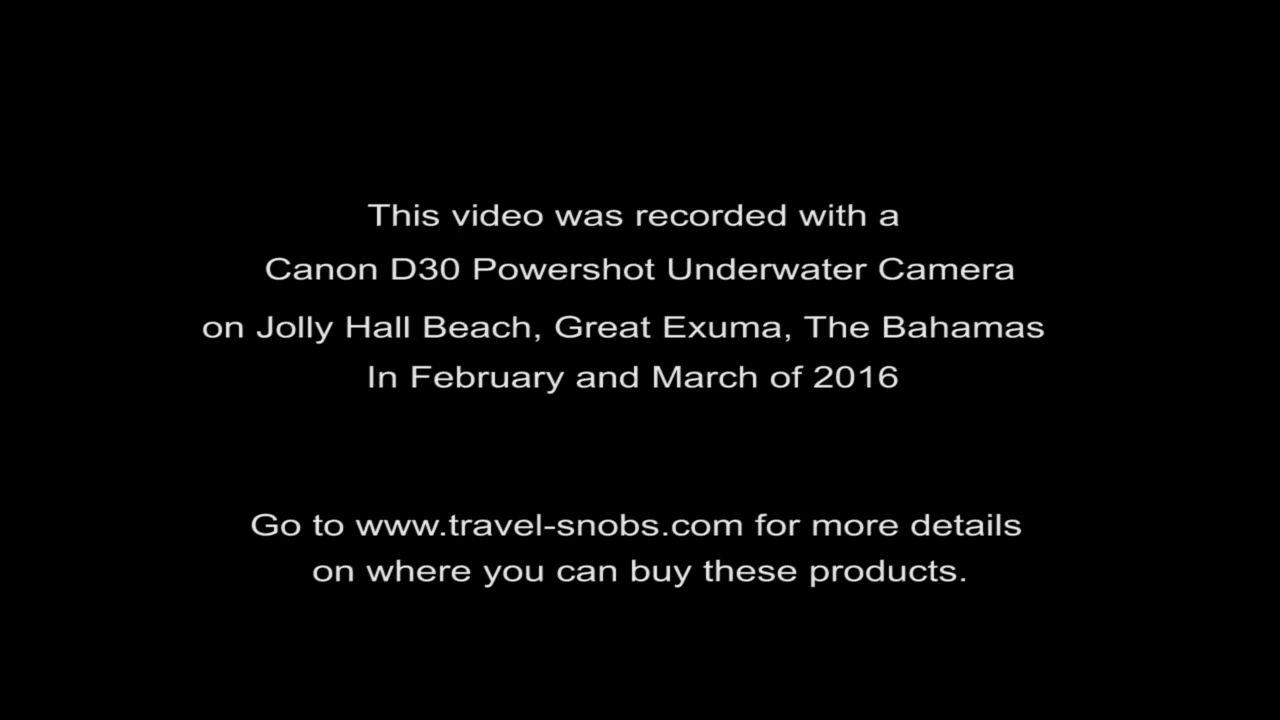 This video was recorded with a
Canon D30 Powershot Underwater Camera
on Jolly Hall Beach, Great Exuma, The Bahamas
In February and March of 2016
Go to www.travel-snobs.com for more details
on where you can buy these products.